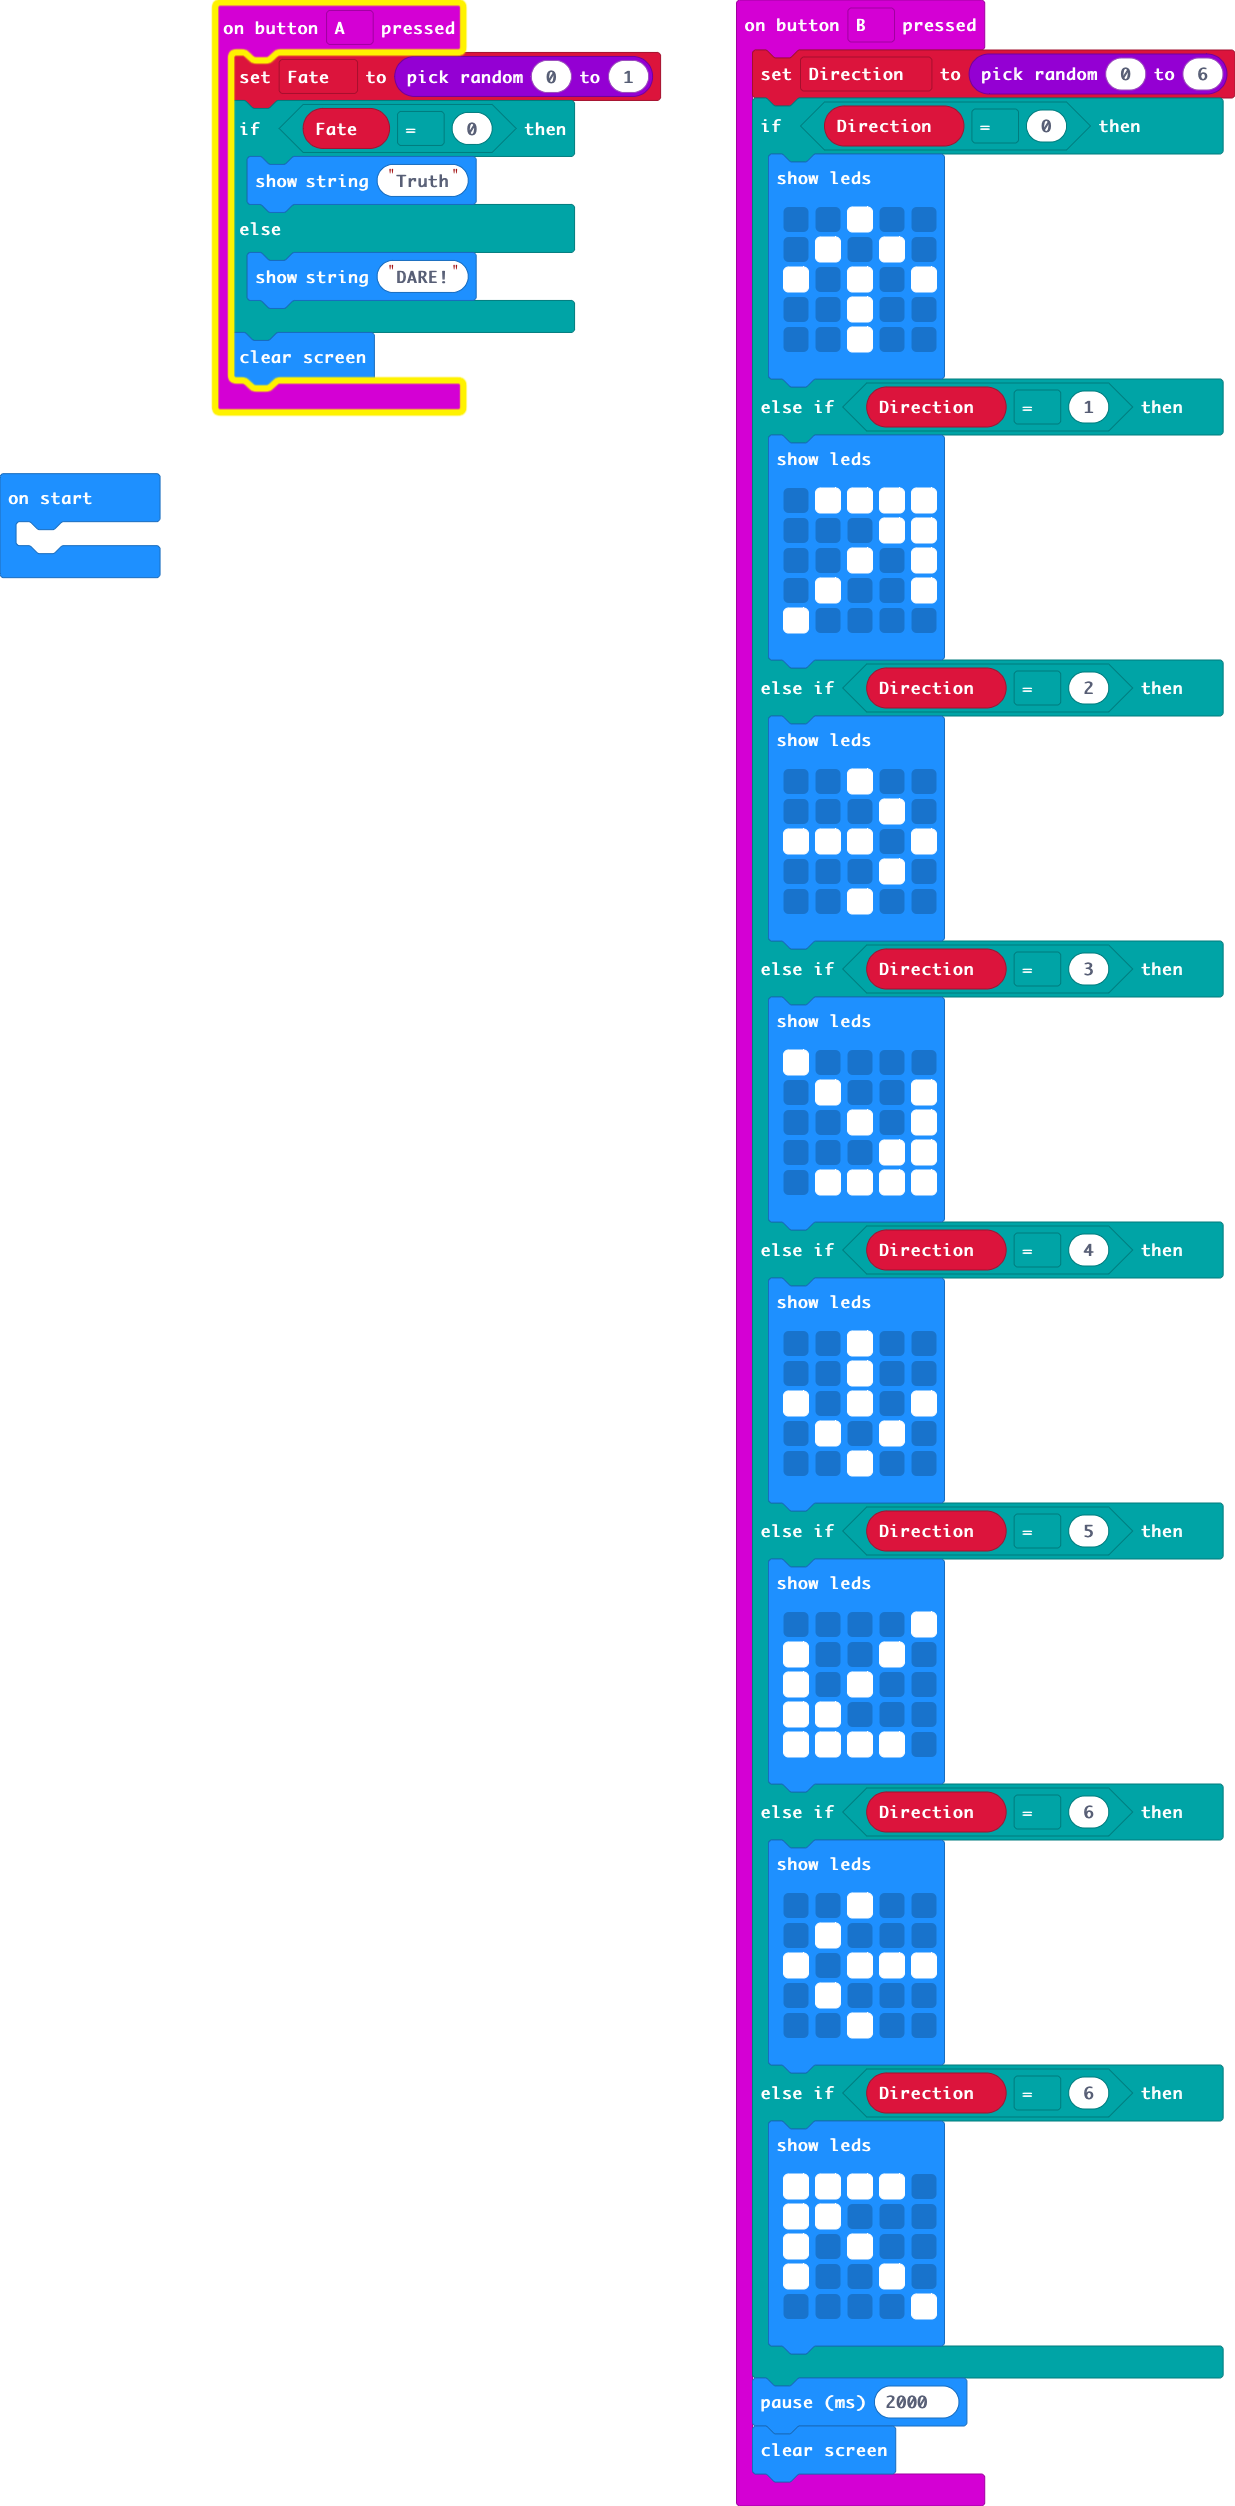 on button A pressed
set Fate to pick random 0 to 1
if Fate = 0 then
show string "Truth"
else
show string "DARE!"
clear screen
on start
on button B pressed
set Direction to pick random 0 to 6
if Direction = 0 then
show leds
else if Direction = 1 then
show leds
else if Direction = 2 then
show leds
else if Direction = 3 then
show leds
else if Direction = 4 then
show leds
else if Direction = 5 then
show leds
else if Direction = 6 then
show leds
else if Direction = 6 then
show leds
pause (ms) 2000
clear screen